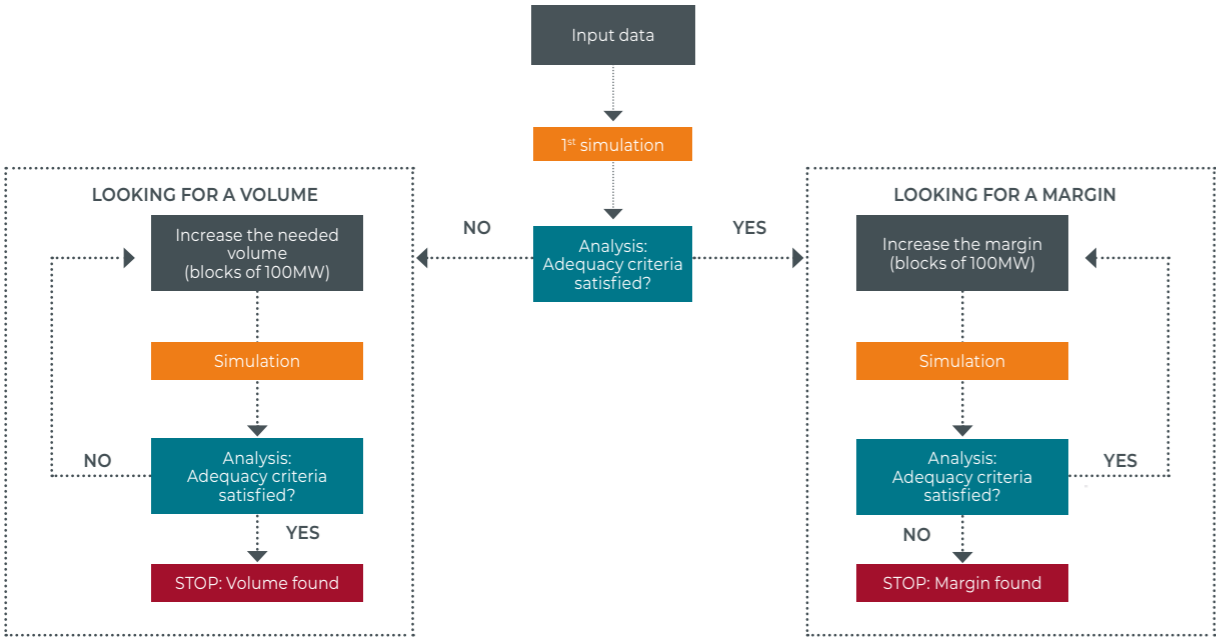 Input data
1st simulation
NO
Analysis:
Adequacy criteria
satisfied?
YES
LOOKING FOR A VOLUME
Increase the needed
volume
(blocks of 100MW)
Simulation
Analysis:
Adequacy criteria
satisfied?
NO
YES
STOP: Volume found
LOOKING FOR A MARGIN
Increase the margin
(blocks of 100MW)
Simulation
Analysis:
Adequacy criteria
satisfied?
YES
NO
STOP: Margin found